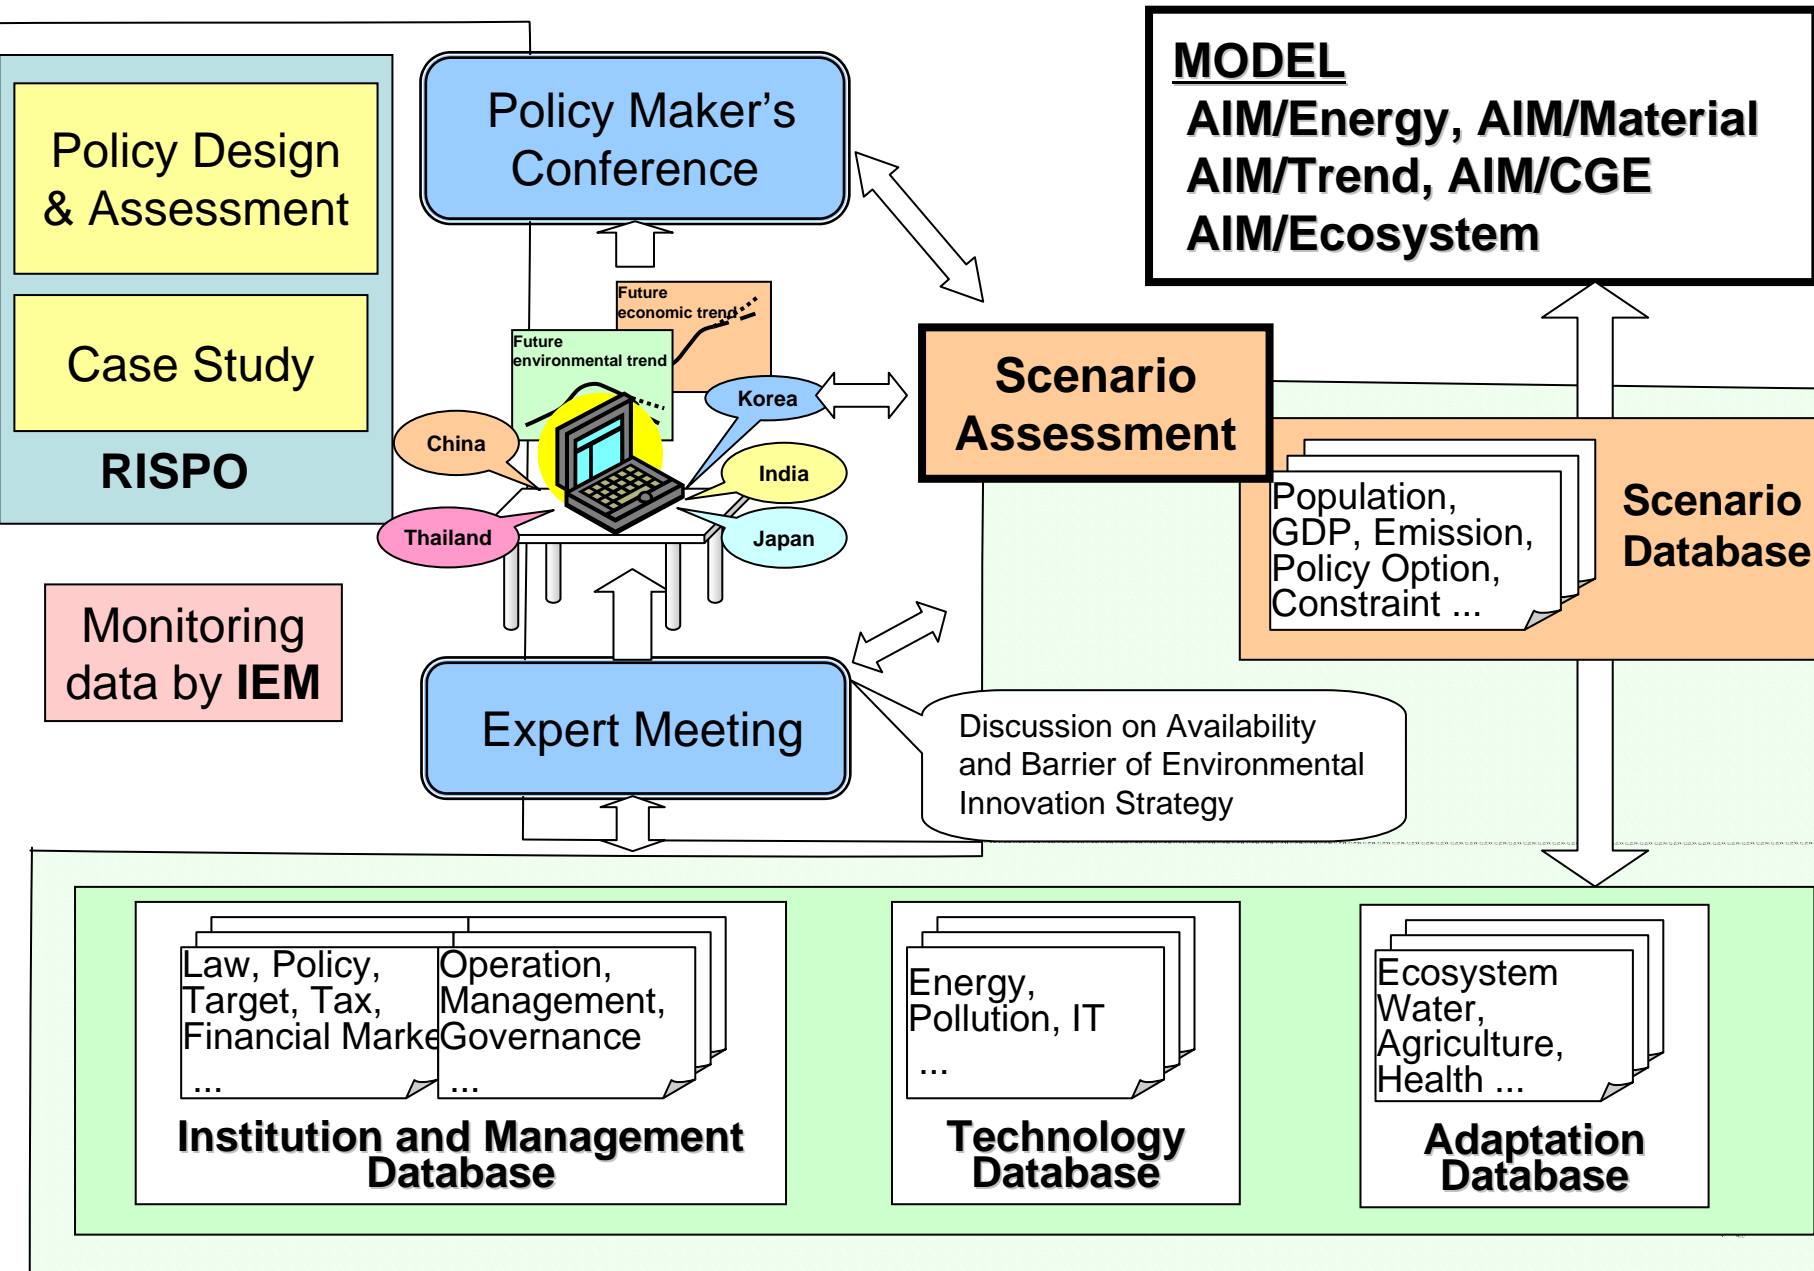 Policy Design
& Assessment
Case Study
RISPO
Monitoring
data by IEM
Policy Maker's
Conference
Future
economic trend
Future
environmental trend
Korea
China
India
Thailand
Japan
Expert Meeting
Discussion on Availability
and Barrier of Environmental
Innovation Strategy
MODEL
AIM/Energy, AIM/Material
AIM/Trend, AIM/CGE
AIM/Ecosystem
Scenario
Assessment
Population,
GDP, Emission,
Policy Option,
Constraint ...
Scenario
Database
Law, Policy,
Target, Tax,
Financial Marke
...
Operation,
Management,
Governance
...
Institution and Management
Database
Energy,
Pollution, IT
...
Technology
Database
Ecosystem
Water,
Agriculture,
Health ...
Adaptation
Database